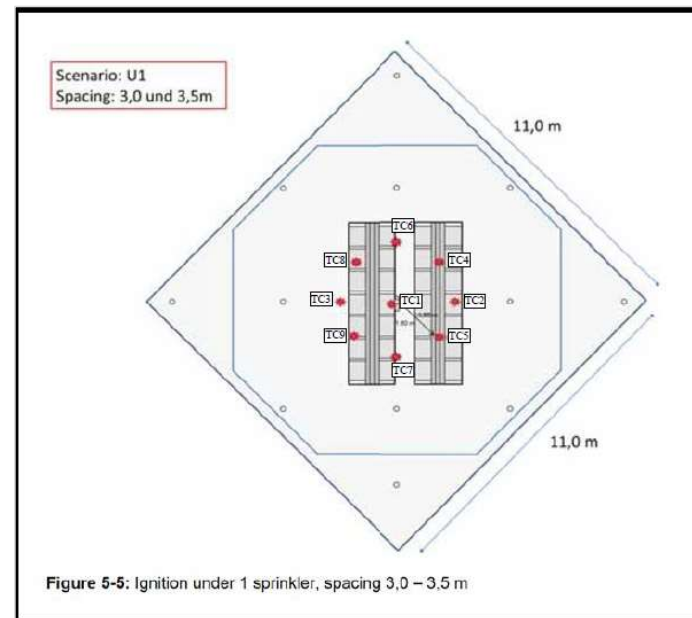 Scenario: U1
Spacing: 3,0 und 3,5m
11,0 m
TC6
TC8
TC4
TC3
TC1
TC2
TC9
TC5
TC7
11,0 m
Figure 5-5: Ignition under 1 sprinkler, spacing 3,0 – 3,5 m